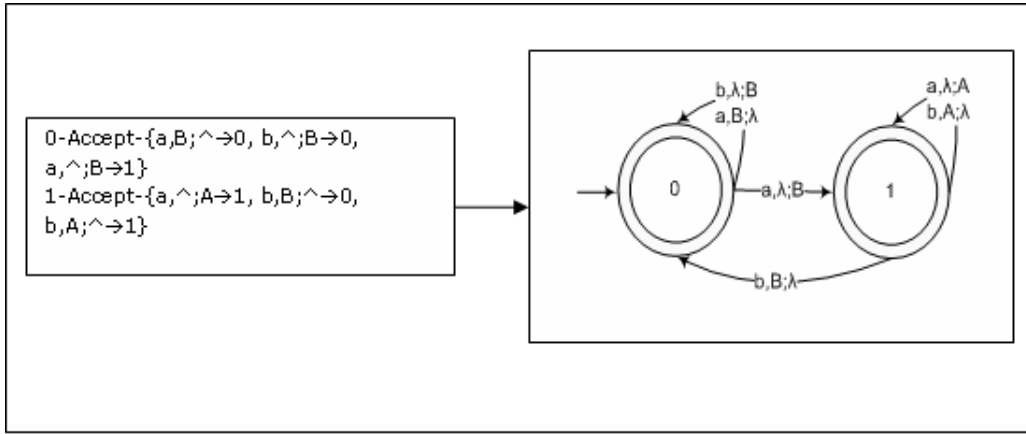 0-Accept-{a,B;^→0, b,^;B→0,
a,^;B→1}
1-Accept-{a,^;A→1, b,B;^→0,
b,A;^→1}
b,λ;B
a,B;λ
a,λ;A
b,A;λ
0
a,λ;B
1
b,B;λ